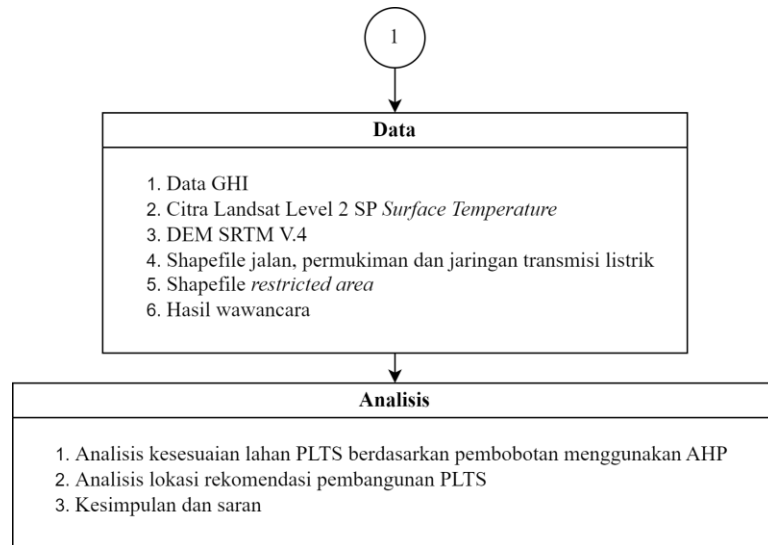 1
Data
1. Data GHI
2. Citra Landsat Level 2 SP Surface Temperature
3. DEM SRTM V.4
4. Shapefile jalan, permukiman dan jaringan transmisi listrik
5. Shapefile restricted area
6. Hasil wawancara
Analisis
1. Analisis kesesuaian lahan PLTS berdasarkan pembobotan menggunakan AHP
2. Analisis lokasi rekomendasi pembangunan PLTS
3. Kesimpulan dan saran